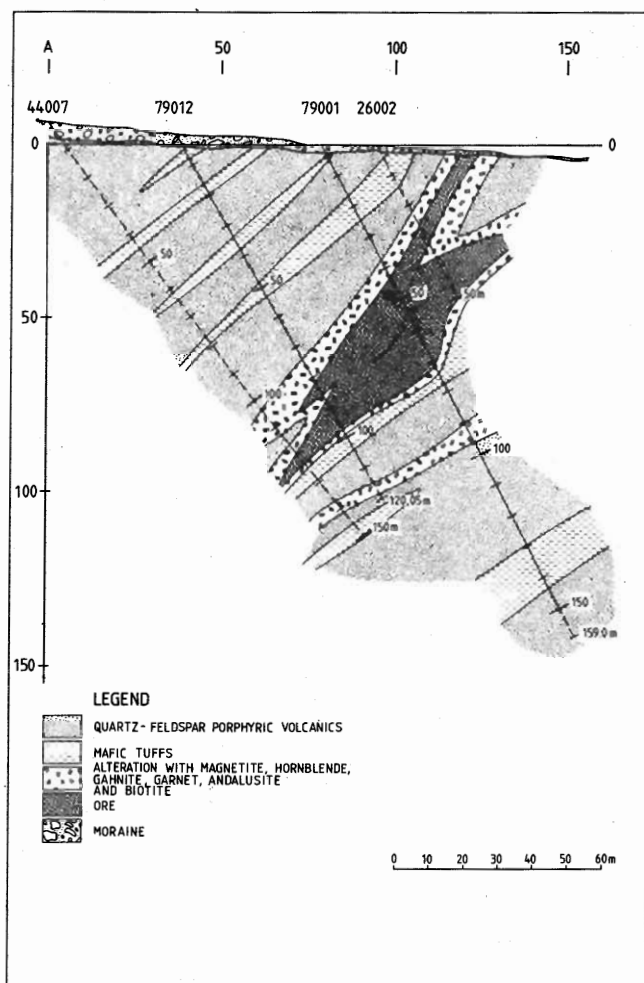 A 50 100 150
44007 79012 79001 26002
0 0
50
50
50 50 50m
100
100
100
100
120,05m
150m
150
159.0m
150
LEGEND
QUARTZ-FELDSPAR PORPHYRIC VOLCANICS
MAFIC TUFFS
ALTERATION WITH MAGNETITE, HORNBLENDE,
GAHNITE, GARNET, ANDALUSITE
AND BIOTITE
ORE
MORAINE
0 10 20 30 40 50 60m